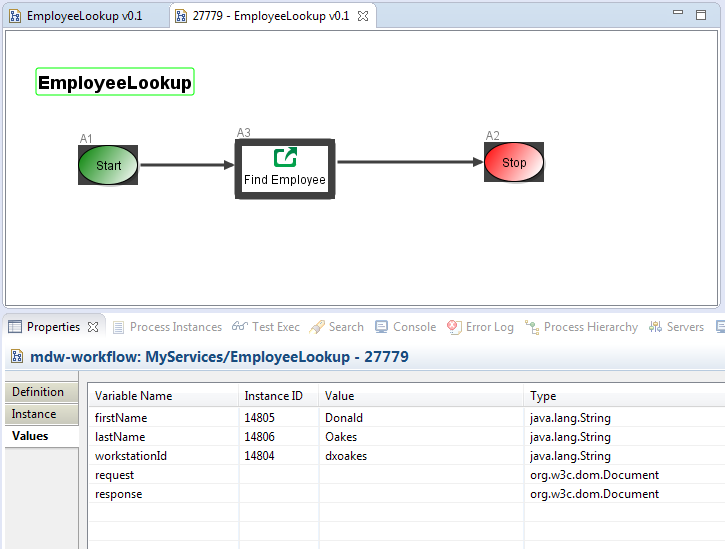 EmployeeLookup v0.1 27779 - EmployeeLookup v0.1
EmployeeLookup
A1 A3 A2
Start Find Employee Stop
Properties Process Instances Test Exec Search Console Error Log Process Hierarchy Servers
mdw-workflow: MyServices/EmployeeLookup - 27779
Definition
Instance
Values
Variable Name Instance ID Value Type
firstName 14805 Donald java.lang.String
lastName 14806 Oakes java.lang.String
workstationId 14804 dxoakes java.lang.String
request org.w3c.dom.Document
response org.w3c.dom.Document